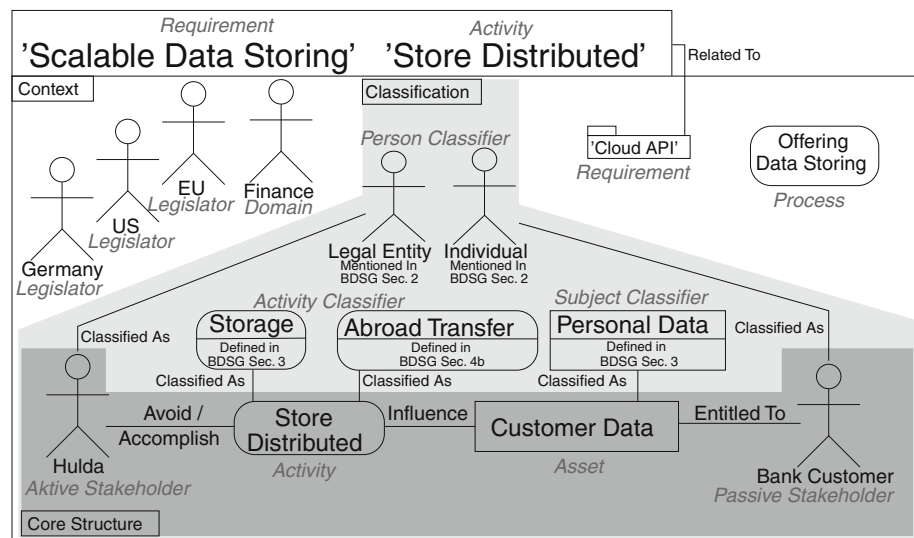 Requirement
Activity
'Scalable Data Storing'
'Store Distributed'
Related To
Context
Classification
Person Classifier
'Cloud API'
Requirement
Offering
Data Storing
Process
EU
Legislator
Finance
Domain
US
Legislator
Germany
Legislator
Legal Entity
Mentioned In
BDSG Sec. 2
Individual
Mentioned In
BDSG Sec. 2
Activity Classifier
Subject Classifier
Classified As
Storage
Defined in
BDSG Sec. 3
Abroad Transfer
Defined in
BDSG Sec. 4b
Personal Data
Defined in
BDSG Sec. 3
Classified As
Classified As
Classified As
Classified As
Avoid /
Accomplish
Store
Distributed
Influence
Customer Data
Entitled To
Hulda
Aktive Stakeholder
Activity
Asset
Bank Customer
Passive Stakeholder
Core Structure